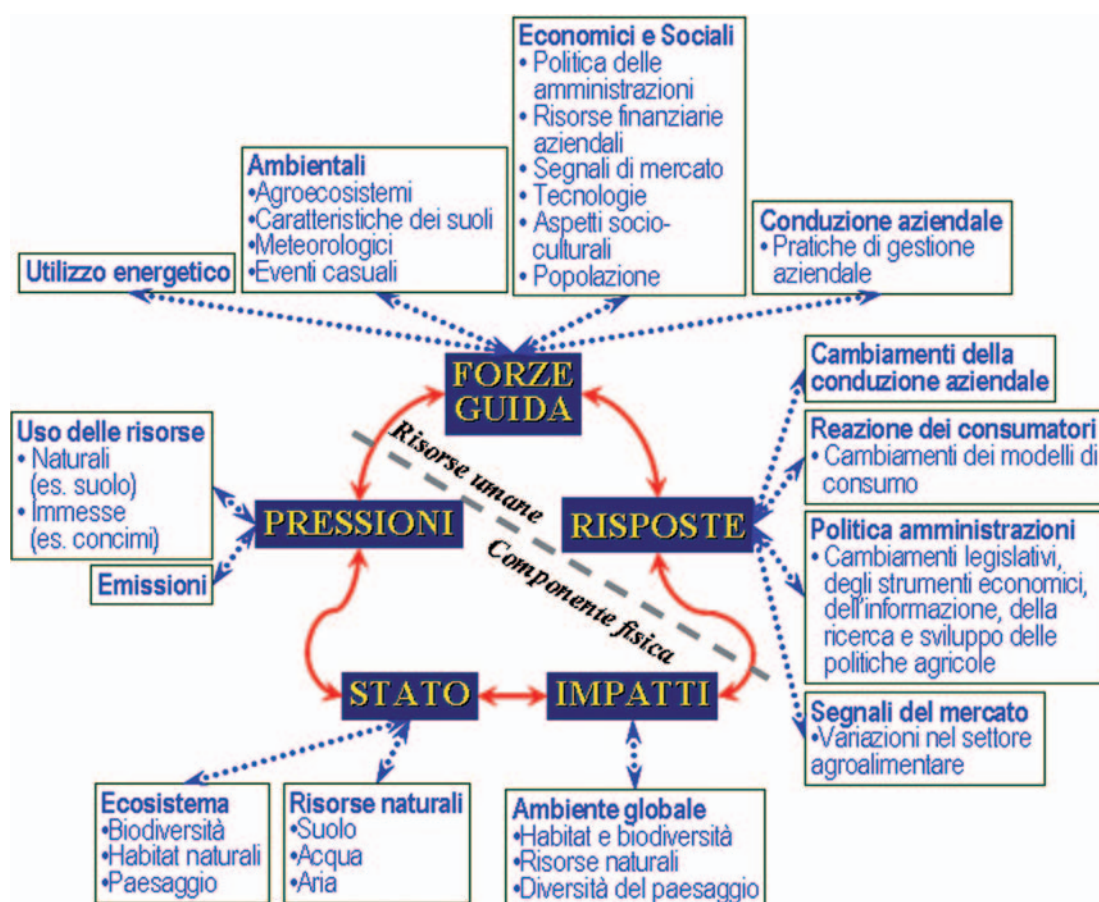 Economici e Sociali
• Politica delle
amministrazioni
• Risorse finanziarie
aziendali
• Segnali di mercato
• Tecnologie
• Aspetti socio-
culturali
• Popolazione
Ambientali
•Agroecosistemi
•Caratteristiche dei suoli
•Meteorologici
•Eventi casuali
Conduzione aziendale
• Pratiche di gestione
aziendale
Utilizzo energetico
FORZE
GUIDA
Cambiamenti della
conduzione aziendale
Uso delle risorse
• Naturali
(es. suolo)
• Immesse
(es. concimi)
Reazione dei consumatori
• Cambiamenti dei modelli di
consumo
Risorse umane
PRESSIONI
RISPOSTE
Componente fisica
Emissioni
Politica amministrazioni
• Cambiamenti legislativi,
degli strumenti economici,
dell'informazione, della
ricerca e sviluppo delle
politiche agricole
STATO
IMPATTI
Segnali del mercato
•Variazioni nel settore
agroalimentare
Ecosistema
•Biodiversità
•Habitat naturali
•Paesaggio
Risorse naturali
•Suolo
•Acqua
•Aria
Ambiente globale
•Habitat e biodiversità
•Risorse naturali
•Diversità del paesaggio